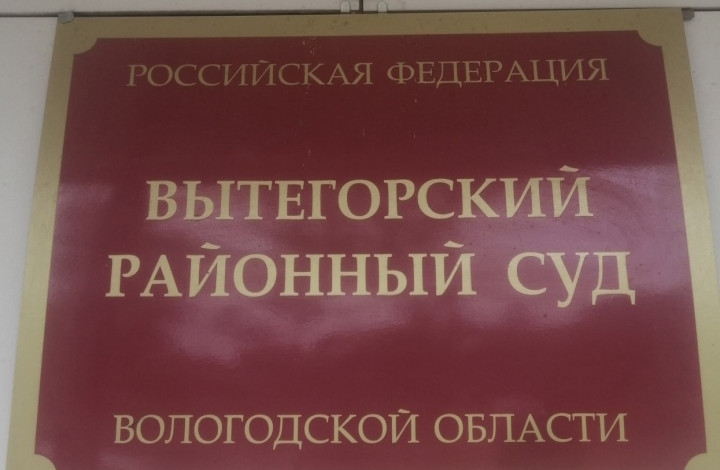 РОССИЙСКАЯ ФЕДЕРАЦИЯ
ВЫТЕГОРСКИЙ
РАЙОННЫЙ СУД
ВОЛОГОДСКОЙ ОБЛАСТИ